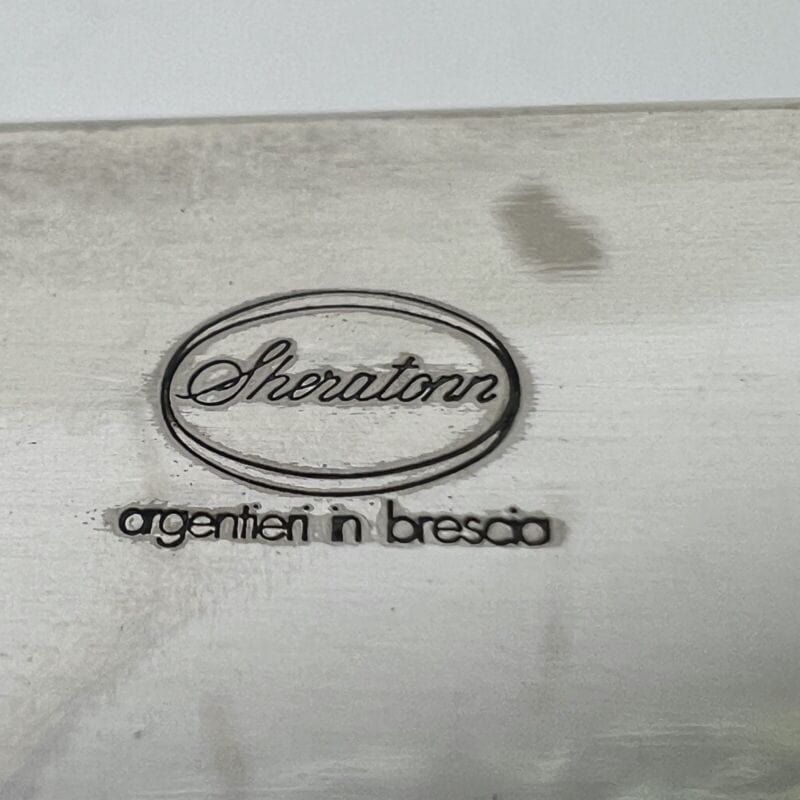 Sheratonn
argentieri in brescia